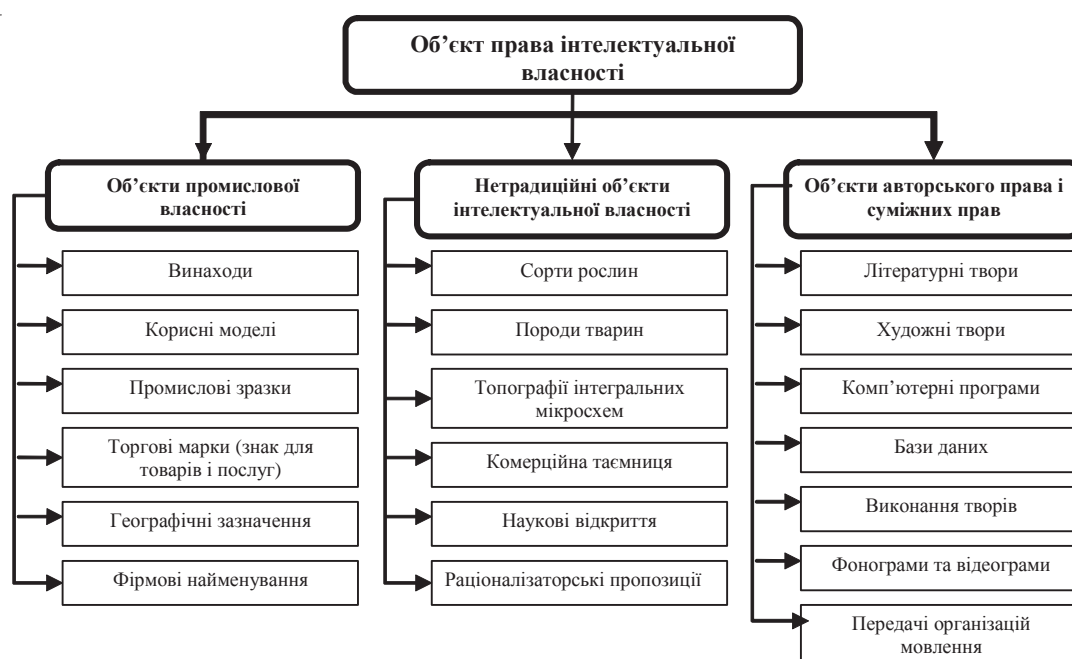 Об’єкт права інтелектуальної
власності
Об’єкти промислової
власності
Винаходи
Корисні моделі
Промислові зразки
Торгові марки (знак для
товарів і послуг)
Географічні зазначення
Фірмові найменування
Нетрадиційні об’єкти
інтелектуальної власності
Сорти рослин
Породи тварин
Топографії інтегральних
мікросхем
Комерційна таємниця
Наукові відкриття
Раціоналізаторські пропозиції
Об’єкти авторського права і
суміжних прав
Літературні твори
Художні твори
Комп’ютерні програми
Бази даних
Виконання творів
Фонограми та відеограми
Передачі організацій
мовлення